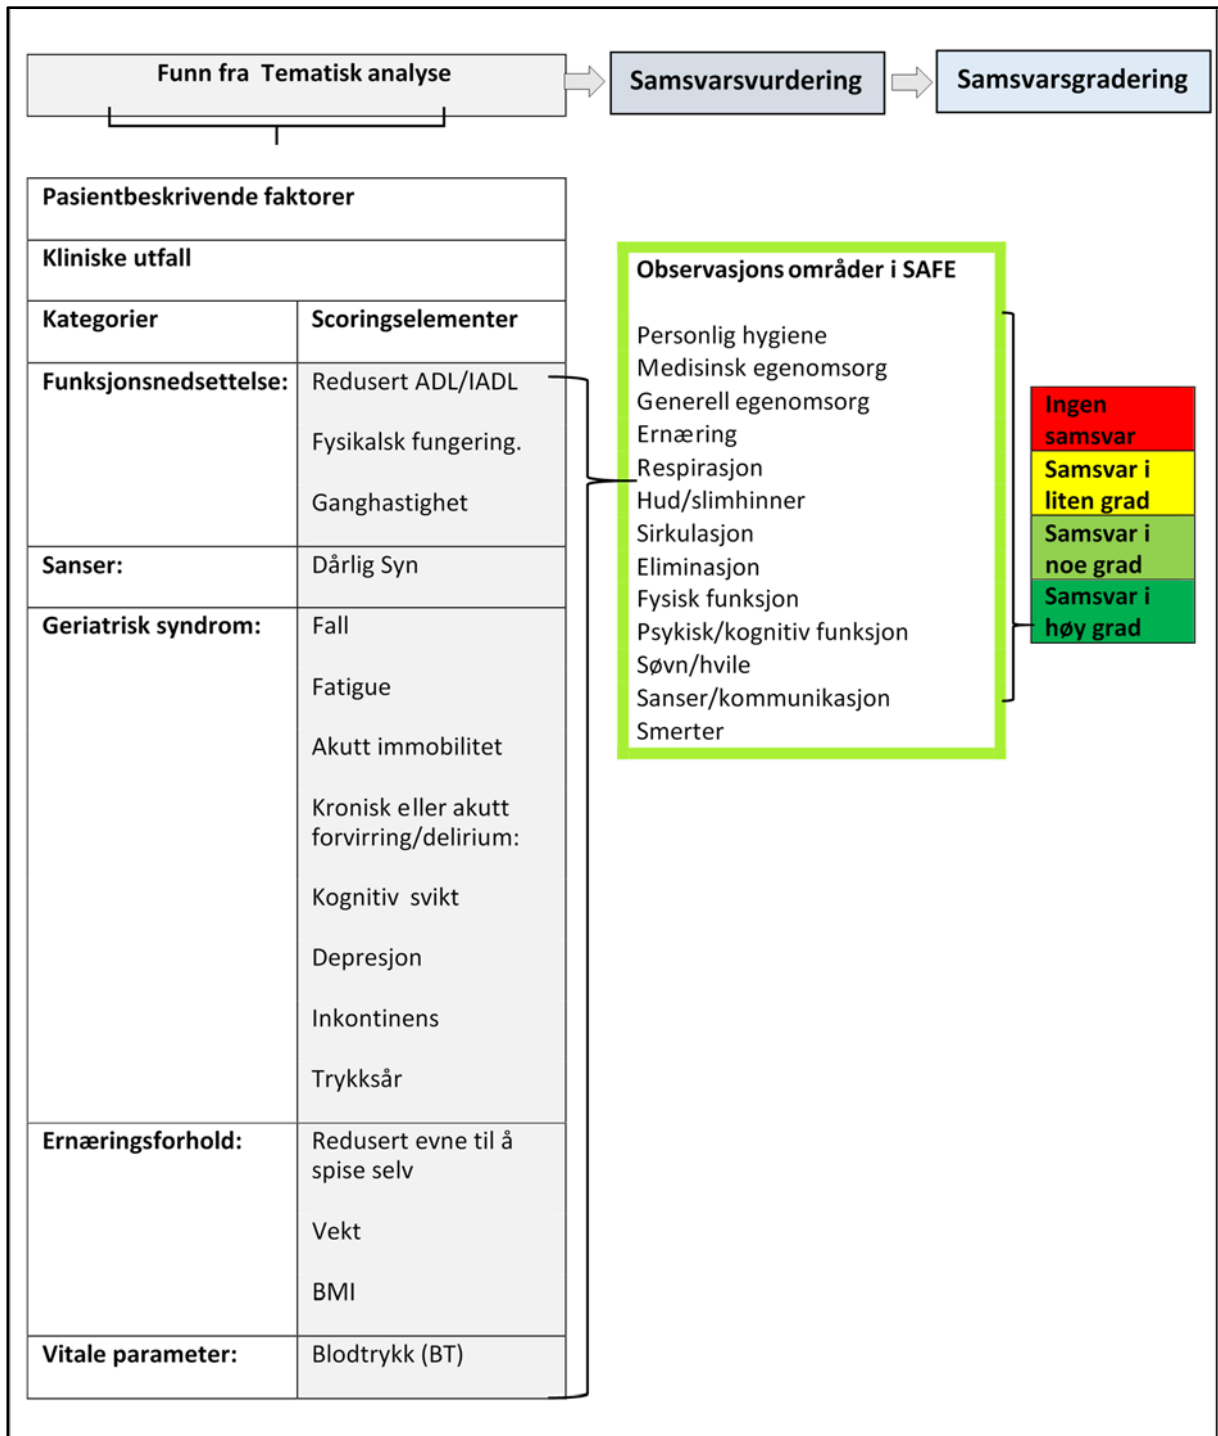 Funn fra Tematisk analyse
Samsvarsvurdering
Samsvarsgradering
Pasientbeskrivende faktorer
Kliniske utfall
Kategorier
Scoringselementer
Funksjonsnedsettelse:
Redusert ADL/IADL
Fysikalsk fungering.
Ganghastighet
Sanser:
Dårlig Syn
Geriatrisk syndrom:
Fall
Fatigue
Akutt immobilitet
Kronisk eller akutt
forvirring/delirium:
Kognitiv svikt
Depresjon
Inkontinens
Trykksår
Ernæringsforhold:
Redusert evne til å
spise selv
Vekt
BMI
Vitale parameter:
Blodtrykk (BT)
Observasjons områder i SAFE
Personlig hygiene
Medisinsk egenomsorg
Generell egenomsorg
Ernæring
Respirasjon
Hud/slimhinner
Sirkulasjon
Eliminasjon
Fysisk funksjon
Psykisk/kognitiv funksjon
Søvn/hvile
Sanser/kommunikasjon
Smerter
Ingen
samsvar
Samsvar i
liten grad
Samsvar i
noe grad
Samsvar i
høy grad